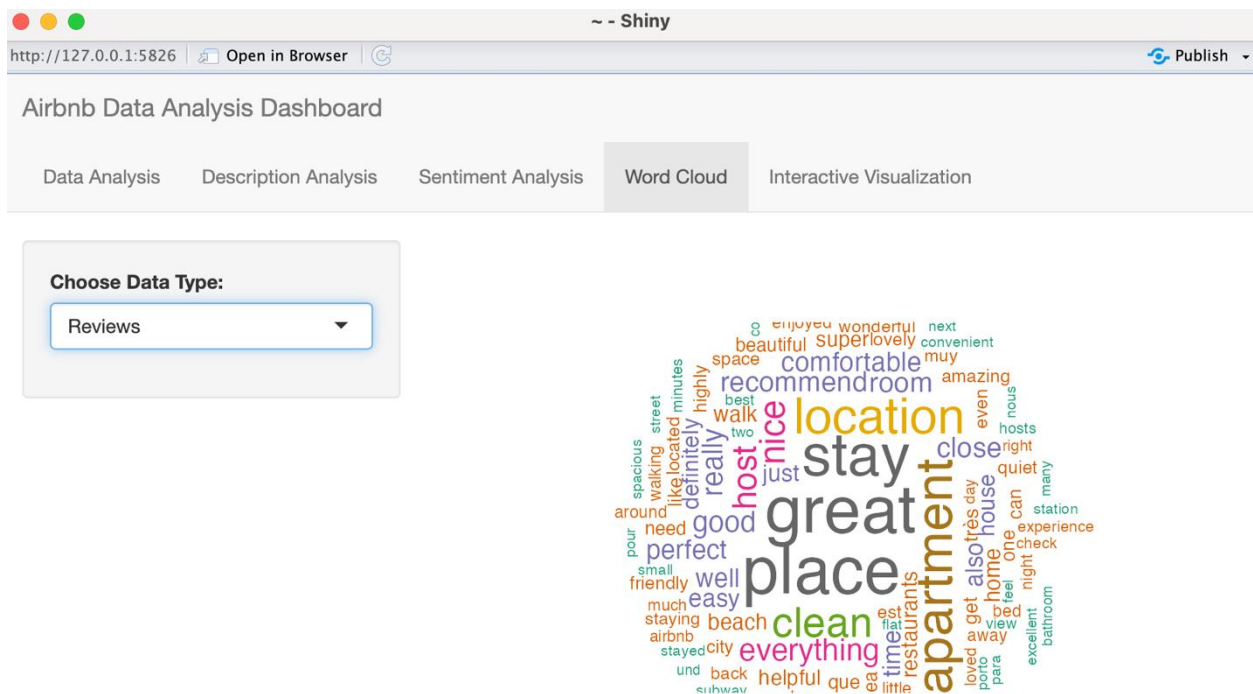 ~ - Shiny
http://127.0.0.1:5826 Open in Browser Publish
Airbnb Data Analysis Dashboard
Data Analysis Description Analysis Sentiment Analysis Word Cloud Interactive Visualization
Choose Data Type:
Reviews
co enjoyed wonderful next
beautiful super lovely convenient
space comfortable muy
minutes highly recommend room amazing
best
street walk nice location even nous
two hosts
located definitely really host just stay close right
spacious walking like quiet many
around need good great apartment très day house can station
experience
pour perfect also one check
small well place home night
friendly
much easy feel
staying beach clean est restaurants get bed bathroom
flat view
airbnb time away excellent
stayed city everything loved porto para
und back helpful que little
subway